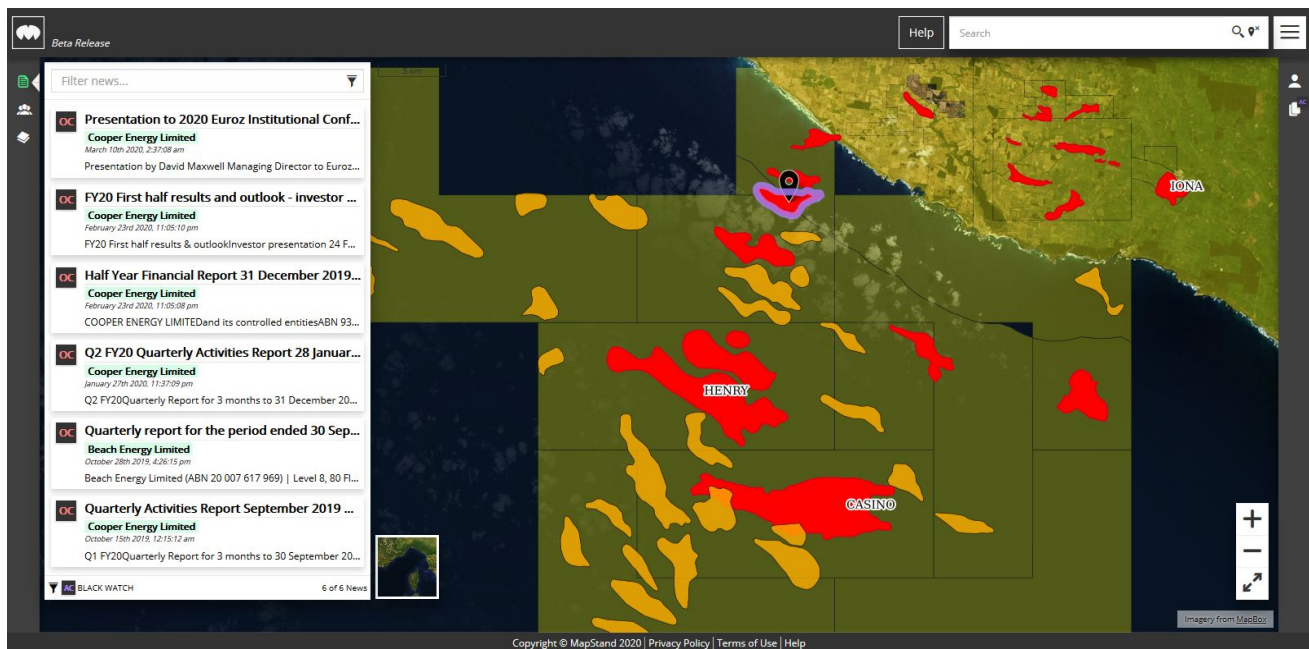 Beta Release
Help
Search
Filter news...
5 km
OC Presentation to 2020 Euroz Institutional Conf...
Cooper Energy Limited
March 10th 2020, 2:37:08 am
Presentation by David Maxwell Managing Director to Euroz...
OC FY20 First half results and outlook - investor ...
Cooper Energy Limited
February 23rd 2020, 11:05:10 pm
FY20 First half results & outlookInvestor presentation 24 F...
OC Half Year Financial Report 31 December 2019...
Cooper Energy Limited
February 23rd 2020, 11:05:08 pm
COOPER ENERGY LIMITEDand its controlled entitiesABN 93...
OC Q2 FY20 Quarterly Activities Report 28 Januar...
Cooper Energy Limited
January 27th 2020, 11:37:09 pm
Q2 FY20Quarterly Report for 3 months to 31 December 20...
OC Quarterly report for the period ended 30 Sep...
Beach Energy Limited
October 28th 2019, 4:26:15 pm
Beach Energy Limited (ABN 20 007 617 969) | Level 8, 80 Fl...
OC Quarterly Activities Report September 2019 ...
Cooper Energy Limited
October 15th 2019, 12:15:12 am
Q1 FY20Quarterly Report for 3 months to 30 September 20...
AC BLACK WATCH
6 of 6 News
IONA
HENRY
CASINO
AC
Imagery from MapBox
Copyright © MapStand 2020 | Privacy Policy | Terms of Use | Help